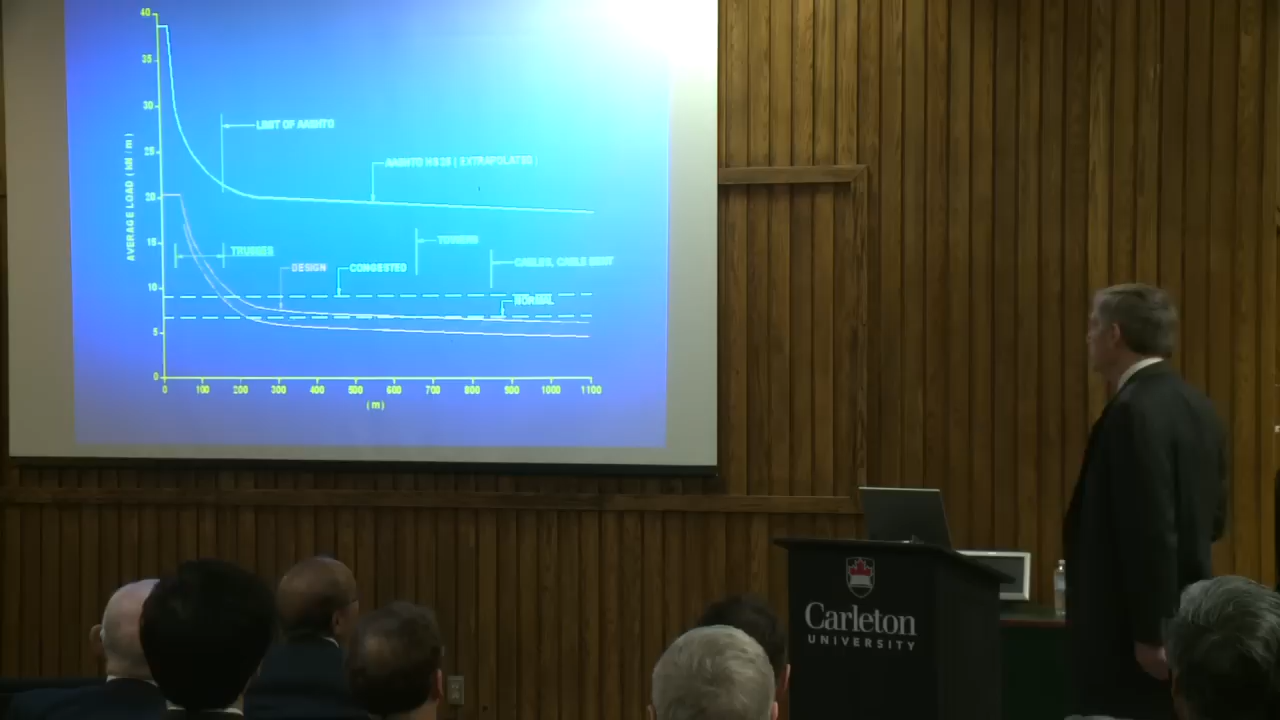 40
35
30
25
20
15
10
5
0
AVERAGE LOAD ( kN / m )
LIMIT OF AASHTO
AASHTO HS25 ( EXTRAPOLATED )
TRUSSES
TOWERS
DESIGN
CONGESTED
CABLES, CABLE BENT
NORMAL
0 100 200 300 400 500 600 700 800 900 1000 1100
( m )
Carleton
UNIVERSITY